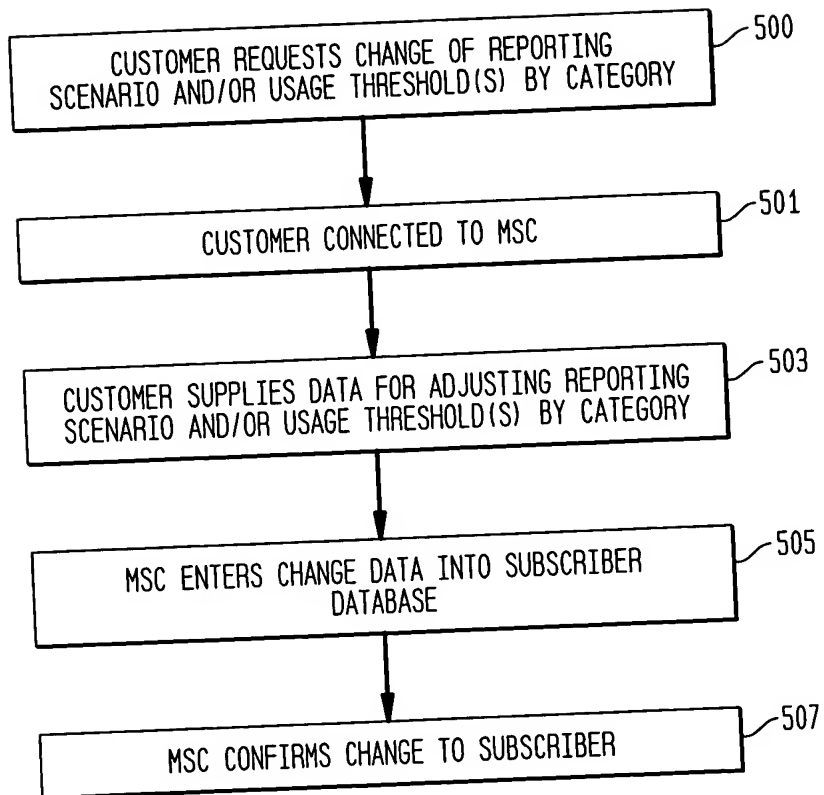 CUSTOMER REQUESTS CHANGE OF REPORTING
SCENARIO AND/OR USAGE THRESHOLD(S) BY CATEGORY
500
CUSTOMER CONNECTED TO MSC
501
CUSTOMER SUPPLIES DATA FOR ADJUSTING REPORTING
SCENARIO AND/OR USAGE THRESHOLD(S) BY CATEGORY
503
MSC ENTERS CHANGE DATA INTO SUBSCRIBER
DATABASE
505
MSC CONFIRMS CHANGE TO SUBSCRIBER
507